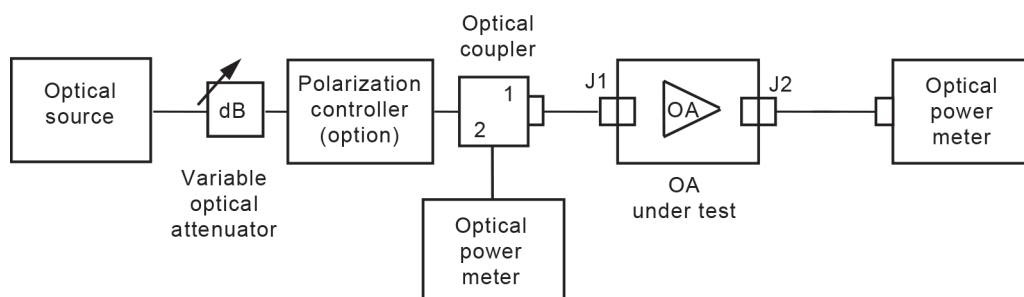 Optical
source
dB
Variable
optical
attenuator
Polarization
controller
(option)
Optical
coupler
1
2
Optical
power
meter
J1
OA
J2
OA
under test
Optical
power
meter